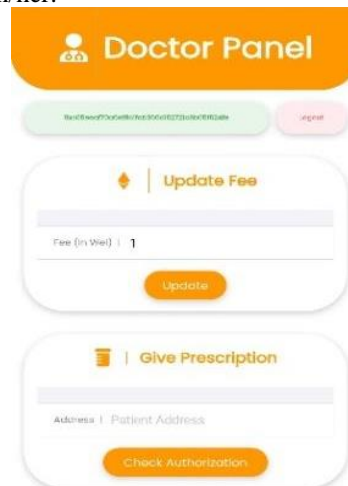 Doctor Panel
Logout
Update Fee
Fee (In Wei) | 1
Update
| Give Prescription
Address | Patient Address
Check Authorization